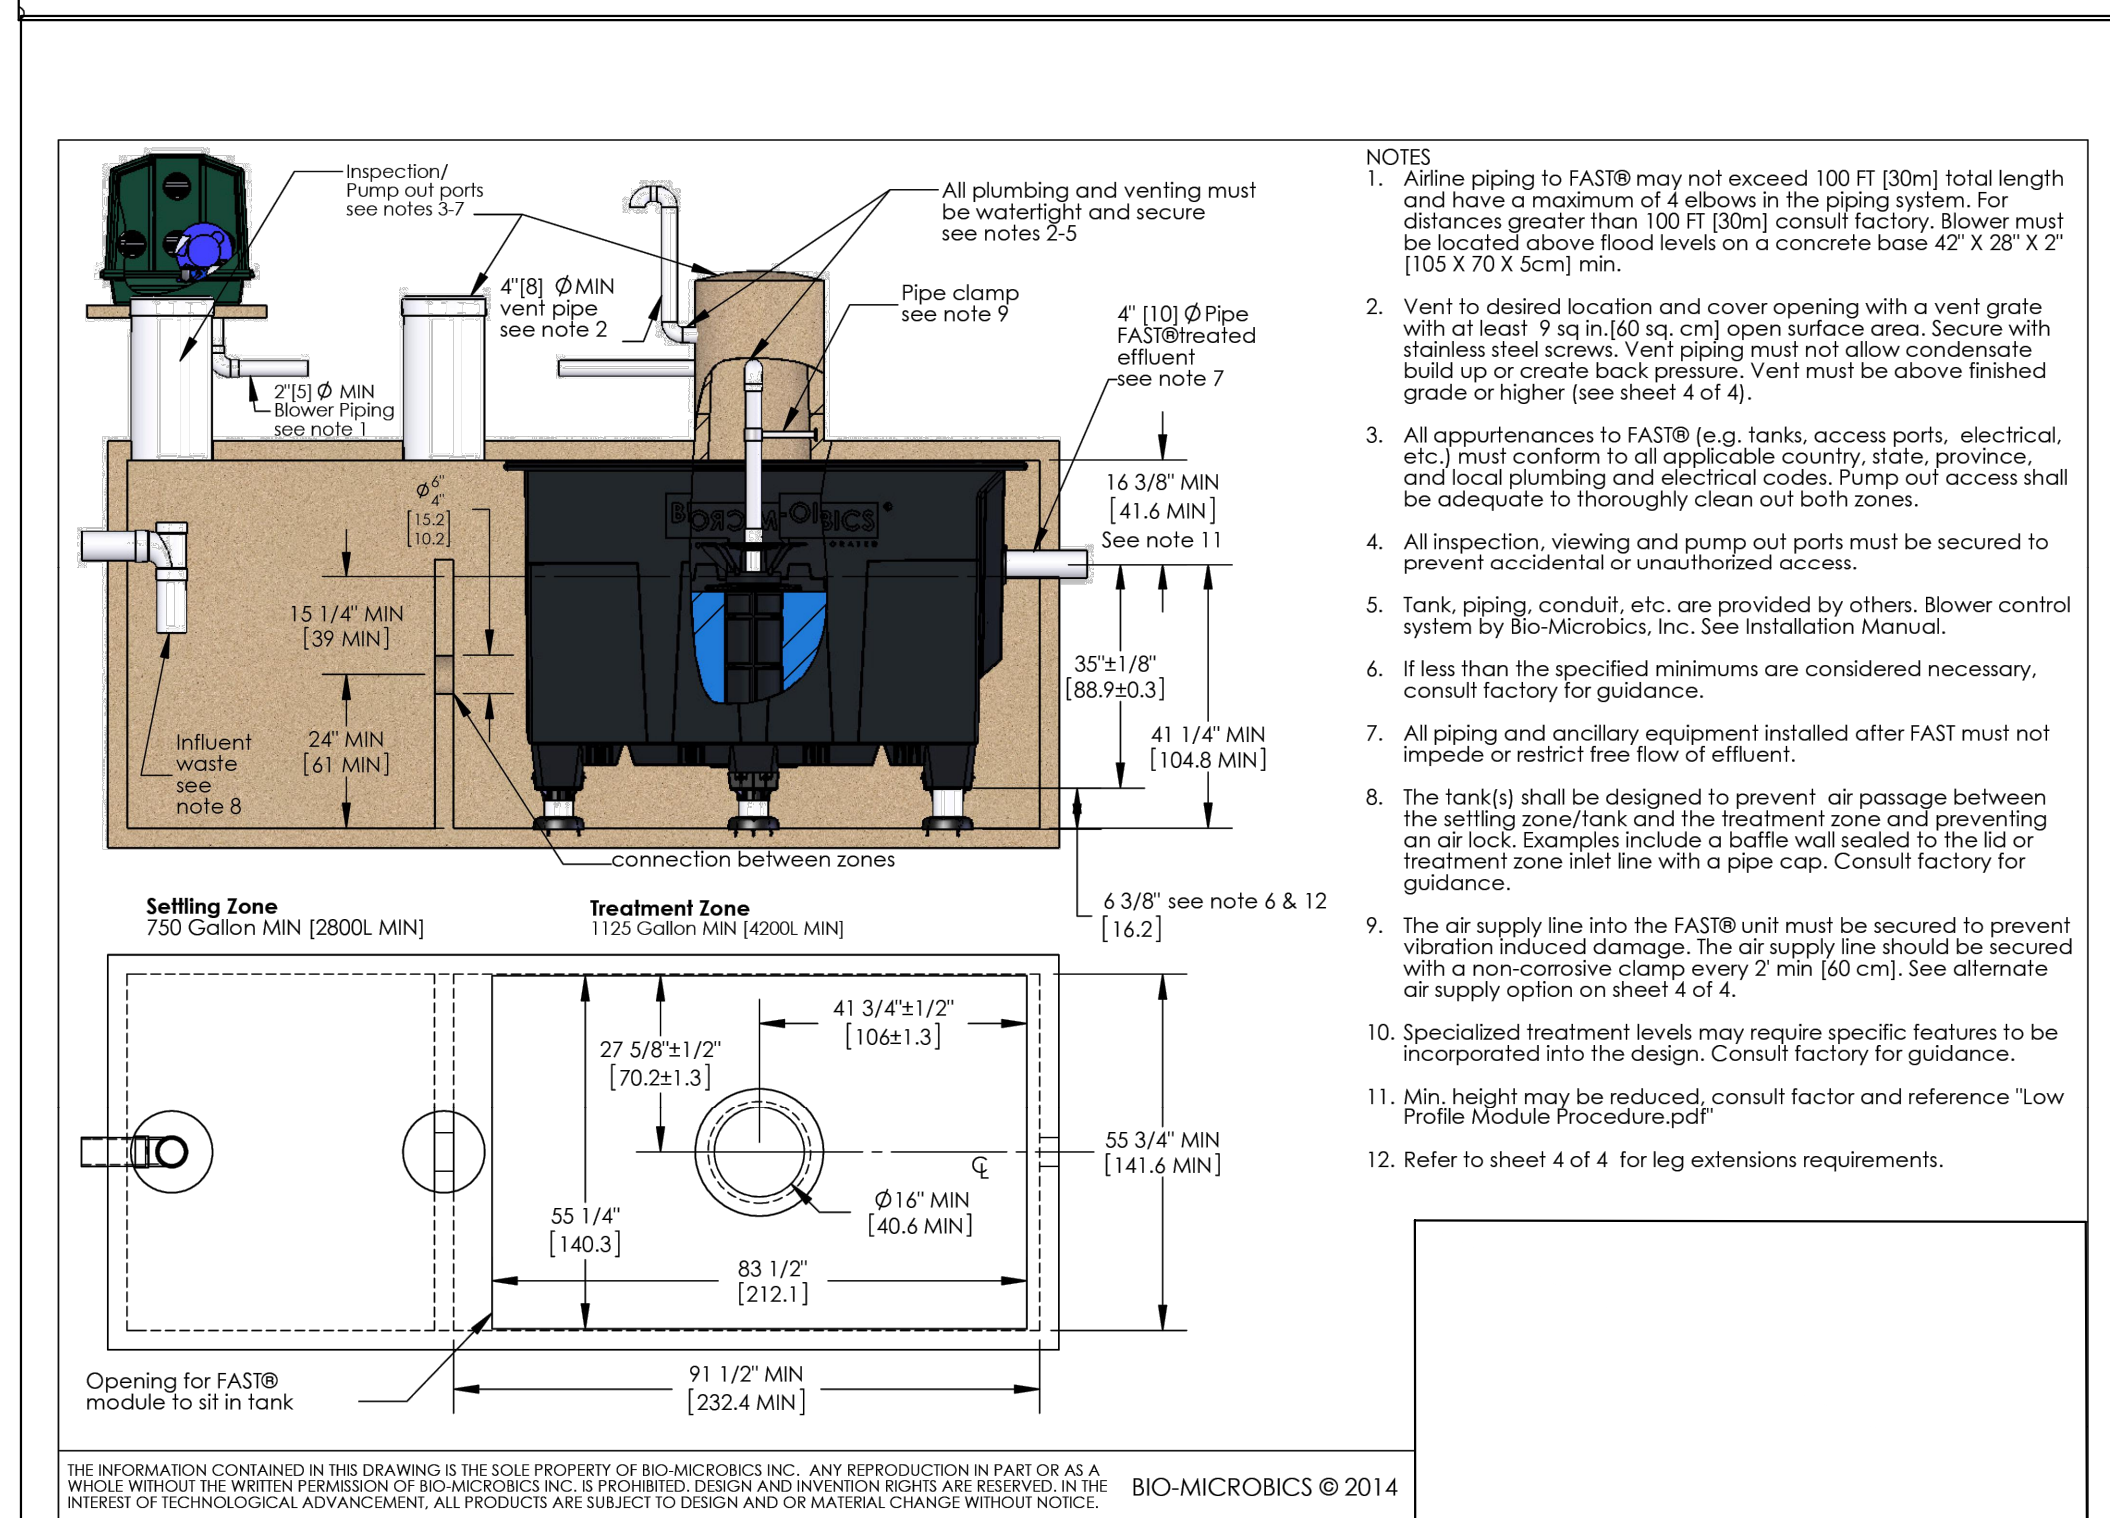 Inspection/
Pump out ports
see notes 3-7
All plumbing and venting must
be watertight and secure
see notes 2-5
4"[8] Ø MIN
vent pipe
see note 2
Pipe clamp
see note 9
4" [10] Ø Pipe
FAST®treated
effluent
see note 7
2"[5] Ø MIN
Blower Piping
see note 1
Ø 6"
4"
[15.2]
[10.2]
16 3/8" MIN
[41.6 MIN]
See note 11
15 1/4" MIN
[39 MIN]
35"±1/8"
[88.9±0.3]
24" MIN
[61 MIN]
41 1/4" MIN
[104.8 MIN]
Influent
waste
see
note 8
connection between zones
6 3/8" see note 6 & 12
[16.2]
Settling Zone
750 Gallon MIN [2800L MIN]
Treatment Zone
1125 Gallon MIN [4200L MIN]
41 3/4"±1/2"
[106±1.3]
27 5/8"±1/2"
[70.2±1.3]
55 3/4" MIN
[141.6 MIN]
℄
Ø16" MIN
[40.6 MIN]
55 1/4"
[140.3]
83 1/2"
[212.1]
91 1/2" MIN
[232.4 MIN]
Opening for FAST®
module to sit in tank
NOTES
1. Airline piping to FAST® may not exceed 100 FT [30m] total length
and have a maximum of 4 elbows in the piping system. For
distances greater than 100 FT [30m] consult factory. Blower must
be located above flood levels on a concrete base 42" X 28" X 2"
[105 X 70 X 5cm] min.
2. Vent to desired location and cover opening with a vent grate
with at least 9 sq in.[60 sq. cm] open surface area. Secure with
stainless steel screws. Vent piping must not allow condensate
build up or create back pressure. Vent must be above finished
grade or higher (see sheet 4 of 4).
3. All appurtenances to FAST® (e.g. tanks, access ports, electrical,
etc.) must conform to all applicable country, state, province,
and local plumbing and electrical codes. Pump out access shall
be adequate to thoroughly clean out both zones.
4. All inspection, viewing and pump out ports must be secured to
prevent accidental or unauthorized access.
5. Tank, piping, conduit, etc. are provided by others. Blower control
system by Bio-Microbics, Inc. See Installation Manual.
6. If less than the specified minimums are considered necessary,
consult factory for guidance.
7. All piping and ancillary equipment installed after FAST must not
impede or restrict free flow of effluent.
8. The tank(s) shall be designed to prevent air passage between
the settling zone/tank and the treatment zone and preventing
an air lock. Examples include a baffle wall sealed to the lid or
treatment zone inlet line with a pipe cap. Consult factory for
guidance.
9. The air supply line into the FAST® unit must be secured to prevent
vibration induced damage. The air supply line should be secured
with a non-corrosive clamp every 2' min [60 cm]. See alternate
air supply option on sheet 4 of 4.
10. Specialized treatment levels may require specific features to be
incorporated into the design. Consult factory for guidance.
11. Min. height may be reduced, consult factor and reference "Low
Profile Module Procedure.pdf"
12. Refer to sheet 4 of 4 for leg extensions requirements.
THE INFORMATION CONTAINED IN THIS DRAWING IS THE SOLE PROPERTY OF BIO-MICROBICS INC. ANY REPRODUCTION IN PART OR AS A
WHOLE WITHOUT THE WRITTEN PERMISSION OF BIO-MICROBICS INC. IS PROHIBITED. DESIGN AND INVENTION RIGHTS ARE RESERVED. IN THE
INTEREST OF TECHNOLOGICAL ADVANCEMENT, ALL PRODUCTS ARE SUBJECT TO DESIGN AND OR MATERIAL CHANGE WITHOUT NOTICE.
BIO-MICROBICS © 2014